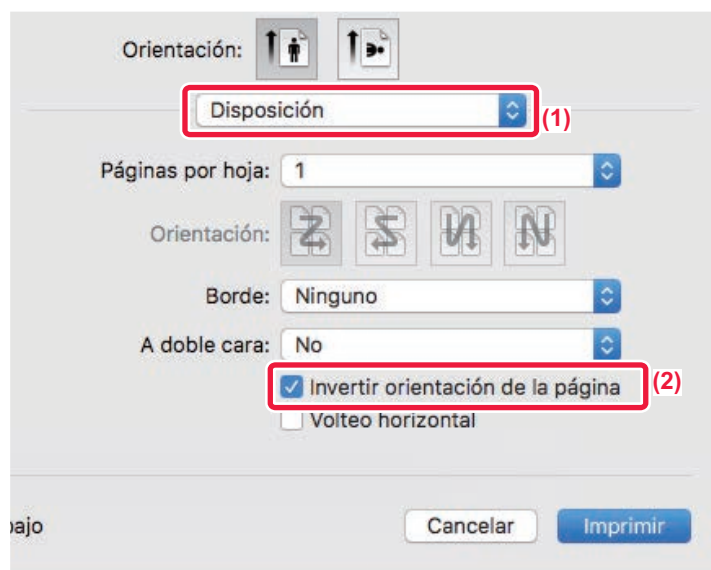 Orientación:
Disposición
(1)
Páginas por hoja: 1
Orientación:
Borde: Ninguno
A doble cara: No
Invertir orientación de la página
(2)
Volteo horizontal
bajo Cancelar Imprimir